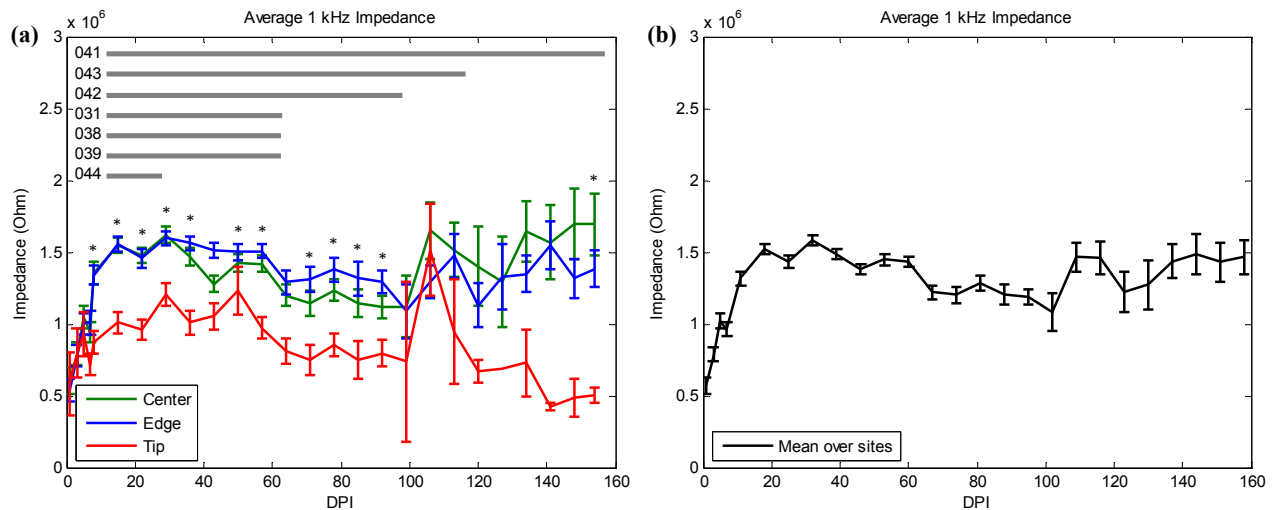 (a)
Average 1 kHz Impedance
x 10^6
3
2.5
2
1.5
1
0.5
0
Impedance (Ohm)
041
043
042
031
038
039
044
* * * * * * * * * * * *
Center
Edge
Tip
0 20 40 60 80 100 120 140 160
DPI
(b)
Average 1 kHz Impedance
x 10^6
3
2.5
2
1.5
1
0.5
0
Impedance (Ohm)
Mean over sites
0 20 40 60 80 100 120 140 160
DPI